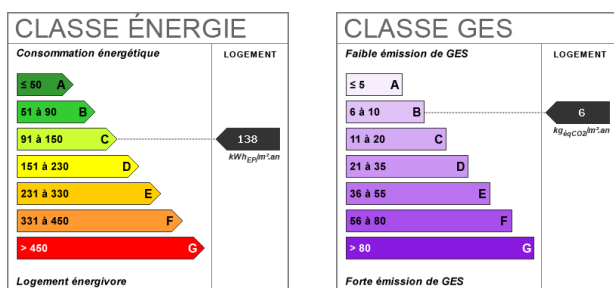 CLASSE ÉNERGIE
Consommation énergétique
LOGEMENT
≤ 50 A
51 à 90 B
91 à 150 C
138
kWhEP/m².an
151 à 230 D
231 à 330 E
331 à 450 F
> 450 G
Logement énergivore
CLASSE GES
Faible émission de GES
LOGEMENT
≤ 5 A
6 à 10 B
6
kgéqCO2/m².an
11 à 20 C
21 à 35 D
36 à 55 E
56 à 80 F
> 80 G
Forte émission de GES